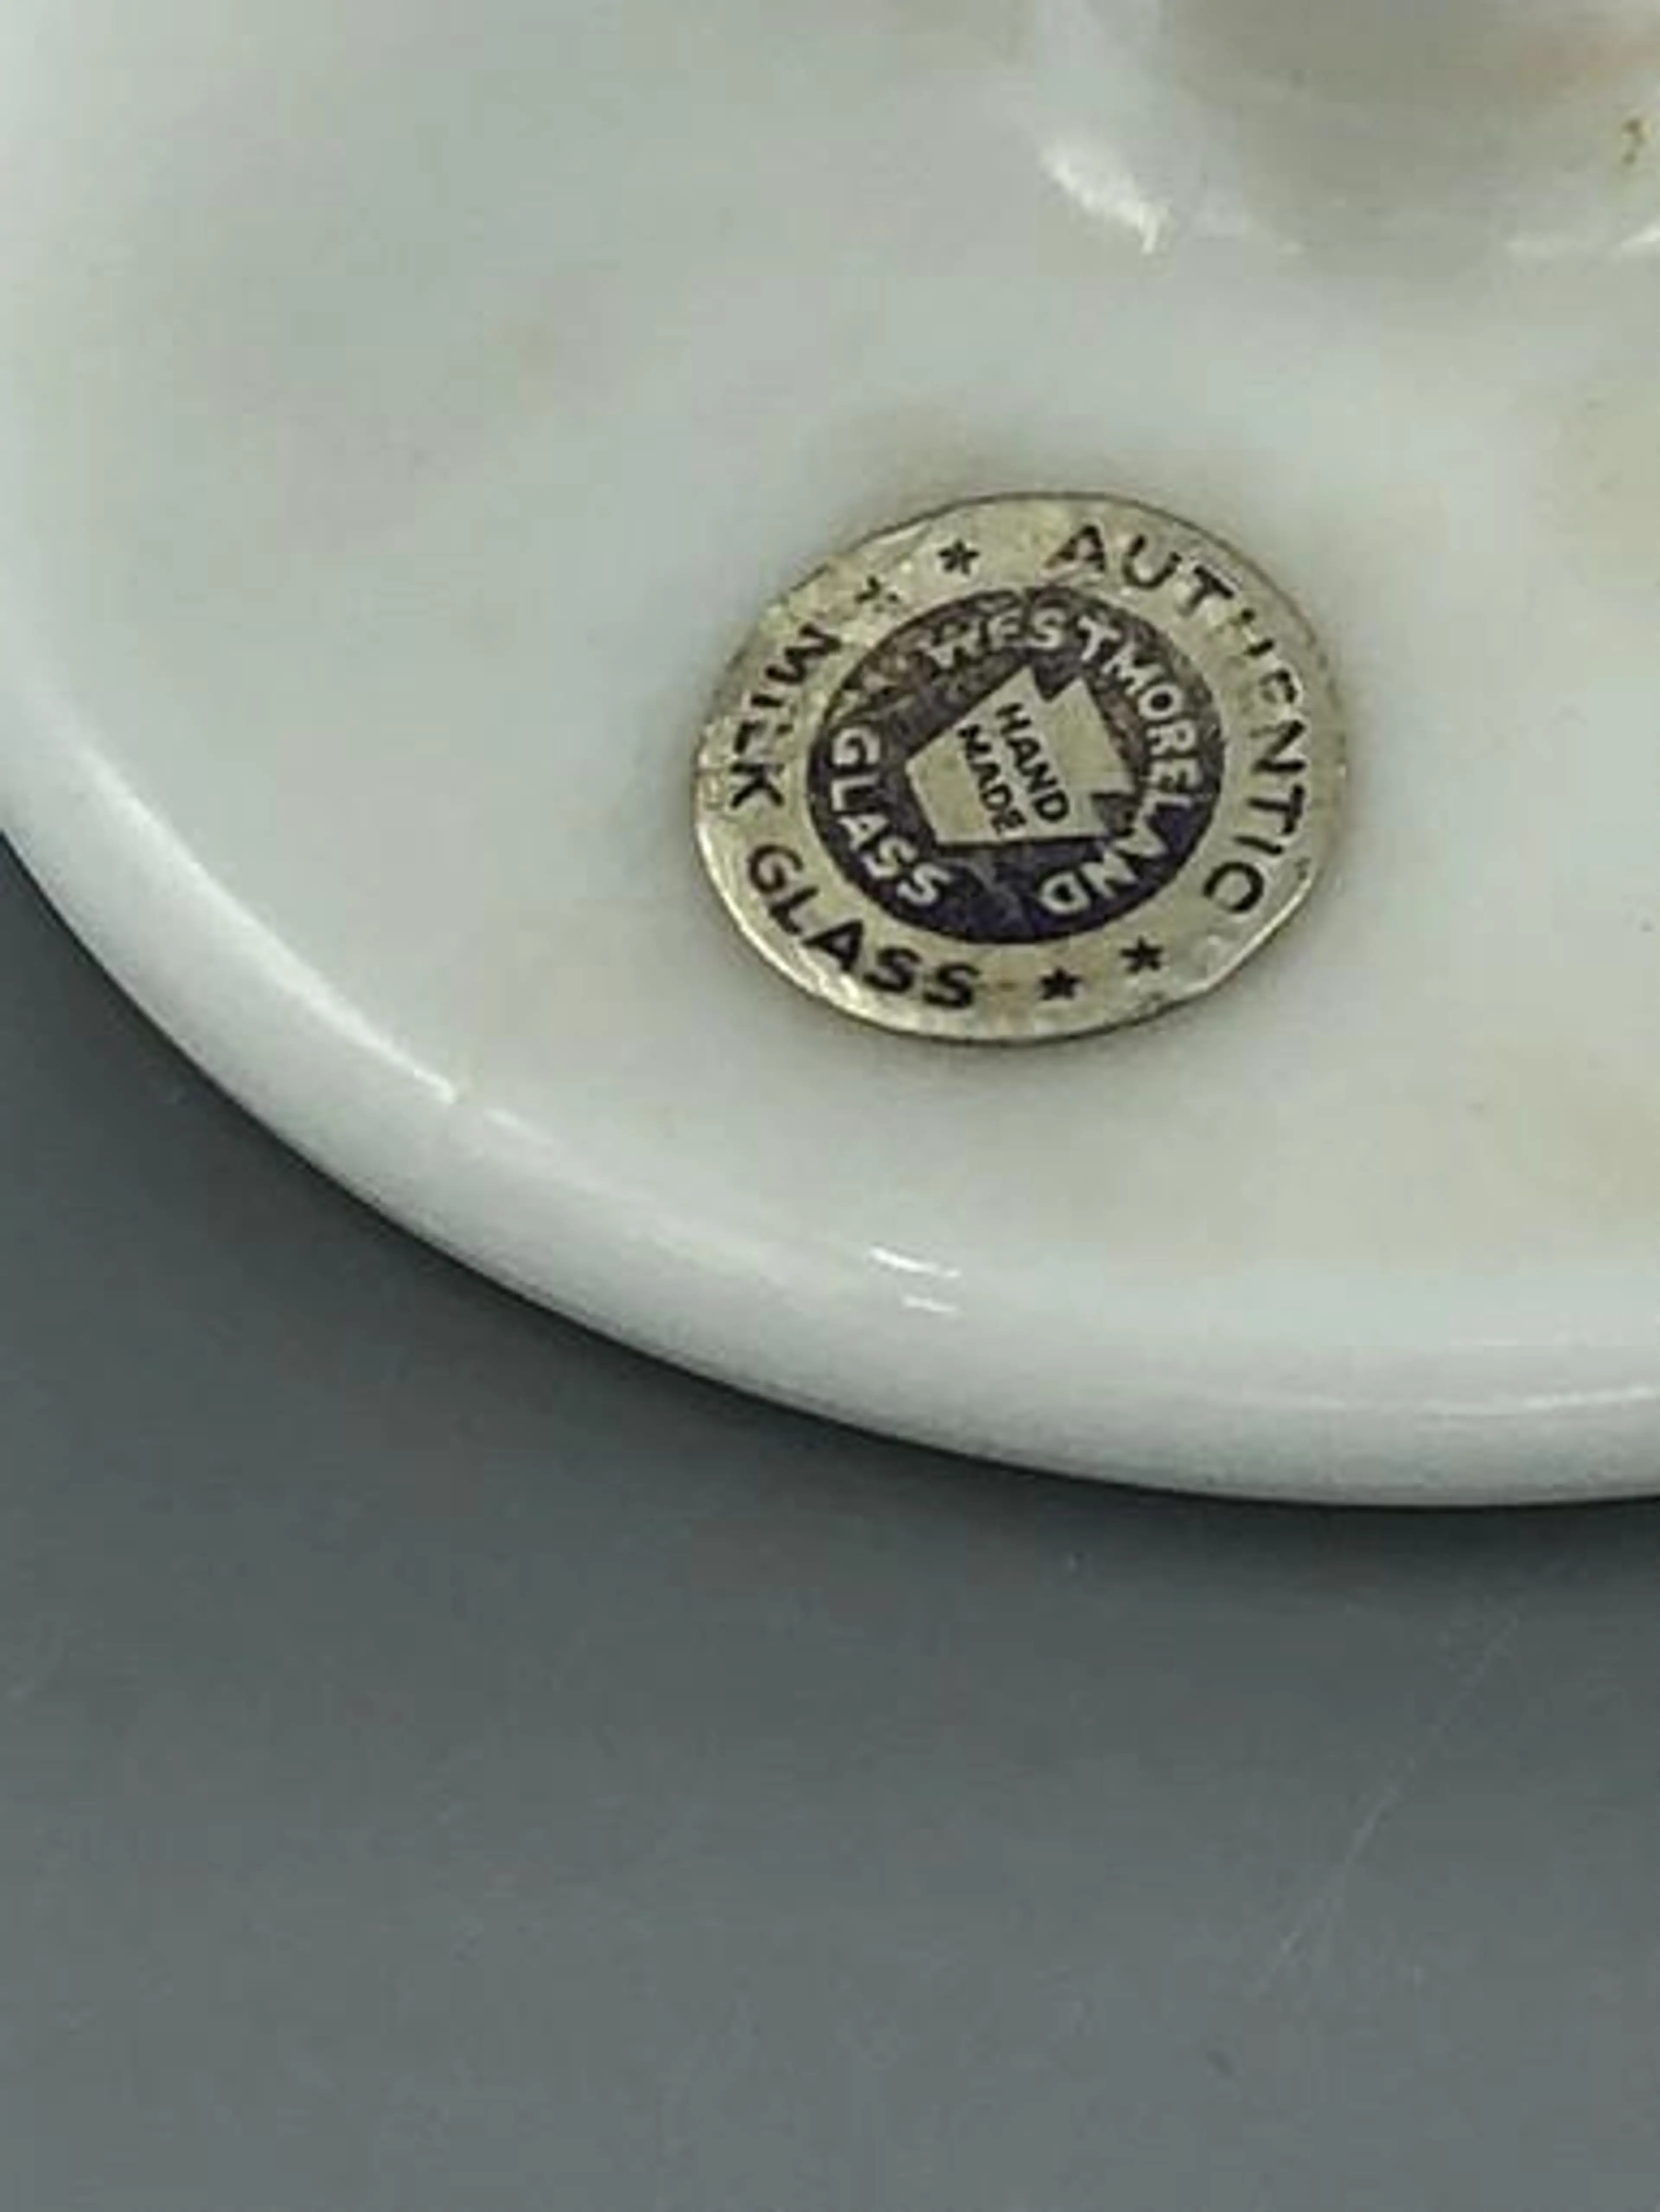 AUTHENTIC
MILK GLASS
WESTMORELAND
GLASS
HAND
MADE